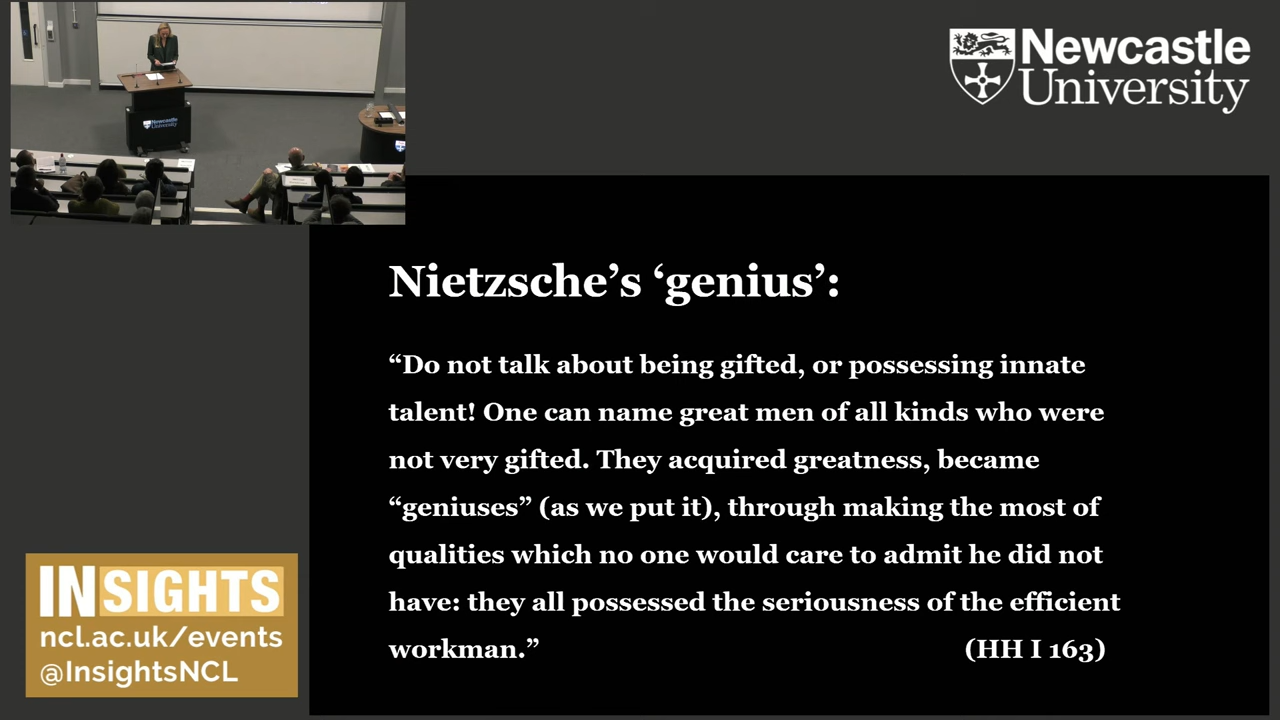 Newcastle
University
Newcastle
University
Nietzsche’s ‘genius’:
“Do not talk about being gifted, or possessing innate
talent! One can name great men of all kinds who were
not very gifted. They acquired greatness, became
“geniuses” (as we put it), through making the most of
qualities which no one would care to admit he did not
have: they all possessed the seriousness of the efficient
workman.” (HH I 163)
INSIGHTS
ncl.ac.uk/events
@InsightsNCL